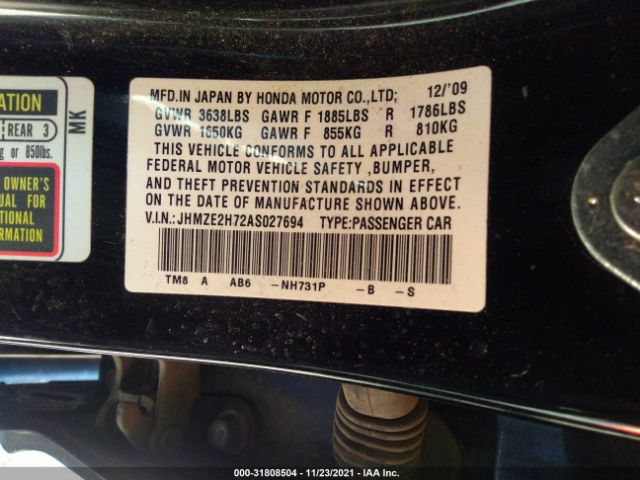 ATION
REAR 3
g or 850lbs.
OWNER'S
UAL FOR
TIONAL
FORMATION
MK
MFD.IN JAPAN BY HONDA MOTOR CO.,LTD; 12/'09
GVWR 3638LBS GAWR F 1885LBS R 1786LBS
GVWR 1650KG GAWR F 855KG R 810KG
THIS VEHICLE CONFORMS TO ALL APPLICABLE
FEDERAL MOTOR VEHICLE SAFETY ,BUMPER,
AND THEFT PREVENTION STANDARDS IN EFFECT
ON THE DATE OF MANUFACTURE SHOWN ABOVE.
V.I.N.:JHMZE2H72AS027694 TYPE:PASSENGER CAR
TM8 A AB6 -NH731P -B -S
000-31808504 - 11/23/2021 - IAA Inc.